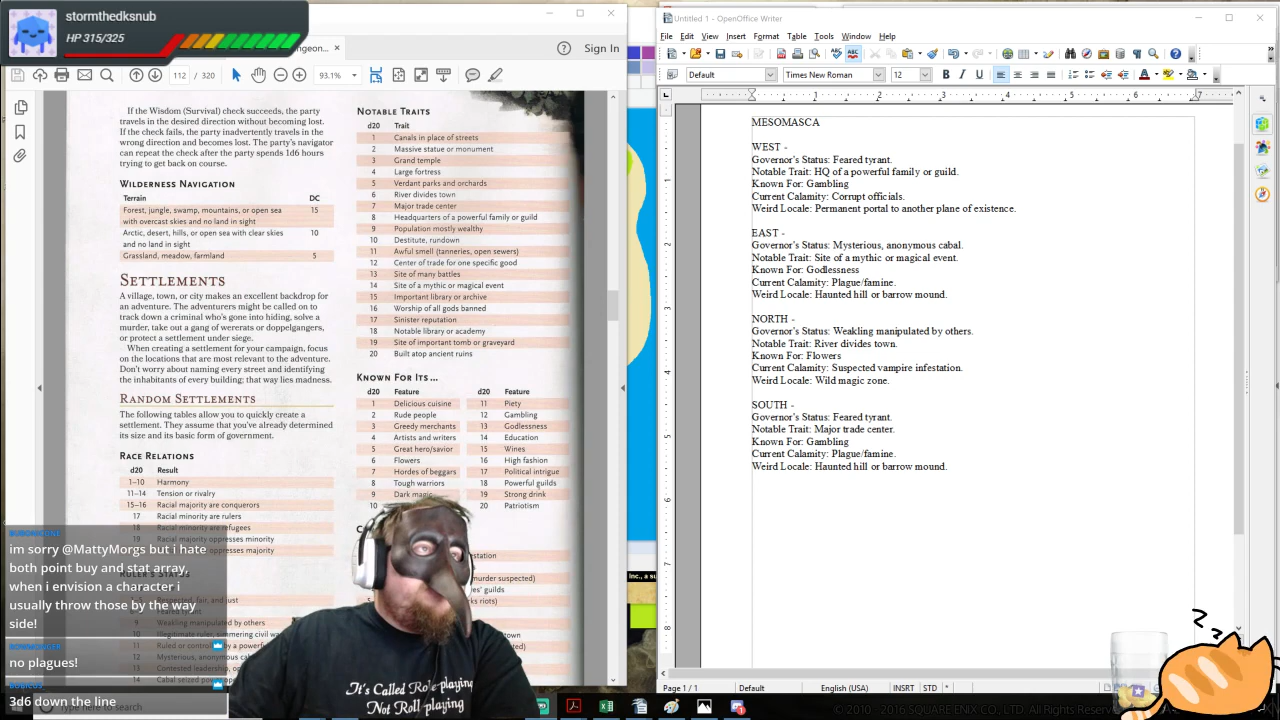 stormthedksnub
HP 315/325
Sign In
112 / 320
93.1%
If the Wisdom (Survival) check succeeds, the party
travels in the desired direction without becoming lost.
If the check fails, the party inadvertently travels in the
wrong direction and becomes lost. The party's navigator
can repeat the check after the party spends 1d6 hours
trying to get back on course.
WILDERNESS NAVIGATION
Terrain DC
Forest, jungle, swamp, mountains, or open sea 15
with overcast skies and no land in sight
Arctic, desert, hills, or open sea with clear skies 10
and no land in sight
Grassland, meadow, farmland 5
SETTLEMENTS
A village, town, or city makes an excellent backdrop for
an adventure. The adventurers might be called on to
track down a criminal who's gone into hiding, solve a
murder, take out a gang of wererats or doppelgangers,
or protect a settlement under siege.
When creating a settlement for your campaign, focus
on the locations that are most relevant to the adventure.
Don't worry about naming every street and identifying
the inhabitants of every building; that way lies madness.
RANDOM SETTLEMENTS
The following tables allow you to quickly create a
settlement. They assume that you've already determined
its size and its basic form of government.
RACE RELATIONS
d20 Result
1–10 Harmony
11–14 Tension or rivalry
15–16 Racial majority are conquerors
17 Racial minority are rulers
18 Racial minority are refugees
19 Racial majority oppresses minority
RULER'S STATUS
9 Weakling manipulated by others
NOTABLE TRAITS
d20 Trait
1 Canals in place of streets
2 Massive statue or monument
3 Grand temple
4 Large fortress
5 Verdant parks and orchards
6 River divides town
7 Major trade center
8 Headquarters of a powerful family or guild
9 Population mostly wealthy
10 Destitute, rundown
11 Awful smell (tanneries, open sewers)
12 Center of trade for one specific good
13 Site of many battles
14 Site of a mythic or magical event
15 Important library or archive
16 Worship of all gods banned
17 Sinister reputation
18 Notable library or academy
19 Site of important tomb or graveyard
20 Built atop ancient ruins
KNOWN FOR ITS...
d20 Feature d20 Feature
1 Delicious cuisine 11 Piety
2 Rude people 12 Gambling
3 Greedy merchants 13 Godlessness
4 Artists and writers 14 Education
5 Great hero/savior 15 Wines
6 Flowers 16 High fashion
7 Hordes of beggars 17 Political intrigue
8 Tough warriors 18 Powerful guilds
9 Dark magic 19 Strong drink
10 20 Patriotism
im sorry @MattyMorgs but i hate
both point buy and stat array,
when i envision a character i
usually throw those by the way
side!
no plagues!
3d6 down the line
It's Called Role-playing
Not Roll playing
Untitled 1 - OpenOffice Writer
File Edit View Insert Format Table Tools Window Help
Default Times New Roman 12
MESOMASCA
WEST -
Governor's Status: Feared tyrant.
Notable Trait: HQ of a powerful family or guild.
Known For: Gambling
Current Calamity: Corrupt officials.
Weird Locale: Permanent portal to another plane of existence.
EAST -
Governor's Status: Mysterious, anonymous cabal.
Notable Trait: Site of a mythic or magical event.
Known For: Godlessness
Current Calamity: Plague/famine.
Weird Locale: Haunted hill or barrow mound.
NORTH -
Governor's Status: Weakling manipulated by others.
Notable Trait: River divides town.
Known For: Flowers
Current Calamity: Suspected vampire infestation.
Weird Locale: Wild magic zone.
SOUTH -
Governor's Status: Feared tyrant.
Notable Trait: Major trade center.
Known For: Gambling
Current Calamity: Plague/famine.
Weird Locale: Haunted hill or barrow mound.
Page 1 / 1 Default English (USA) INSRT STD *